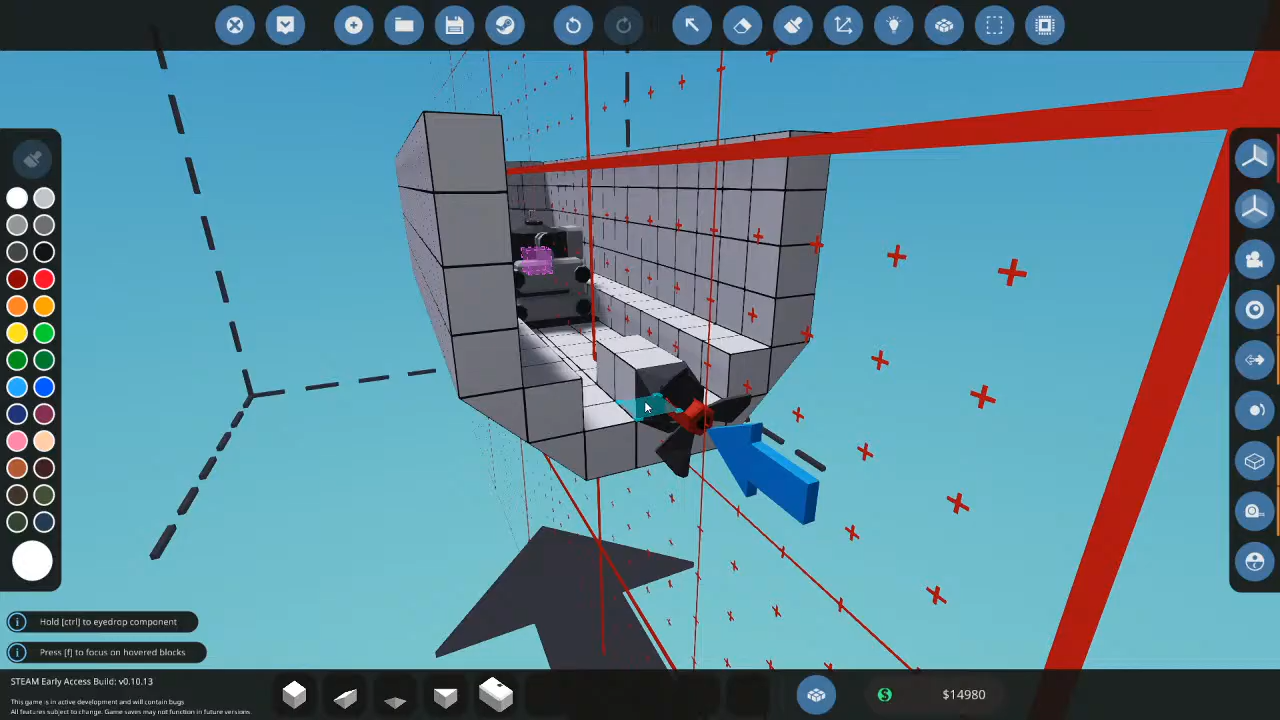 Hold [ctrl] to eyedrop component
Press [f] to focus on hovered blocks
STEAM Early Access Build: v0.10.13
This game is in active development and will contain bugs
All features subject to change. Game saves may not function in future versions.
$
$14980